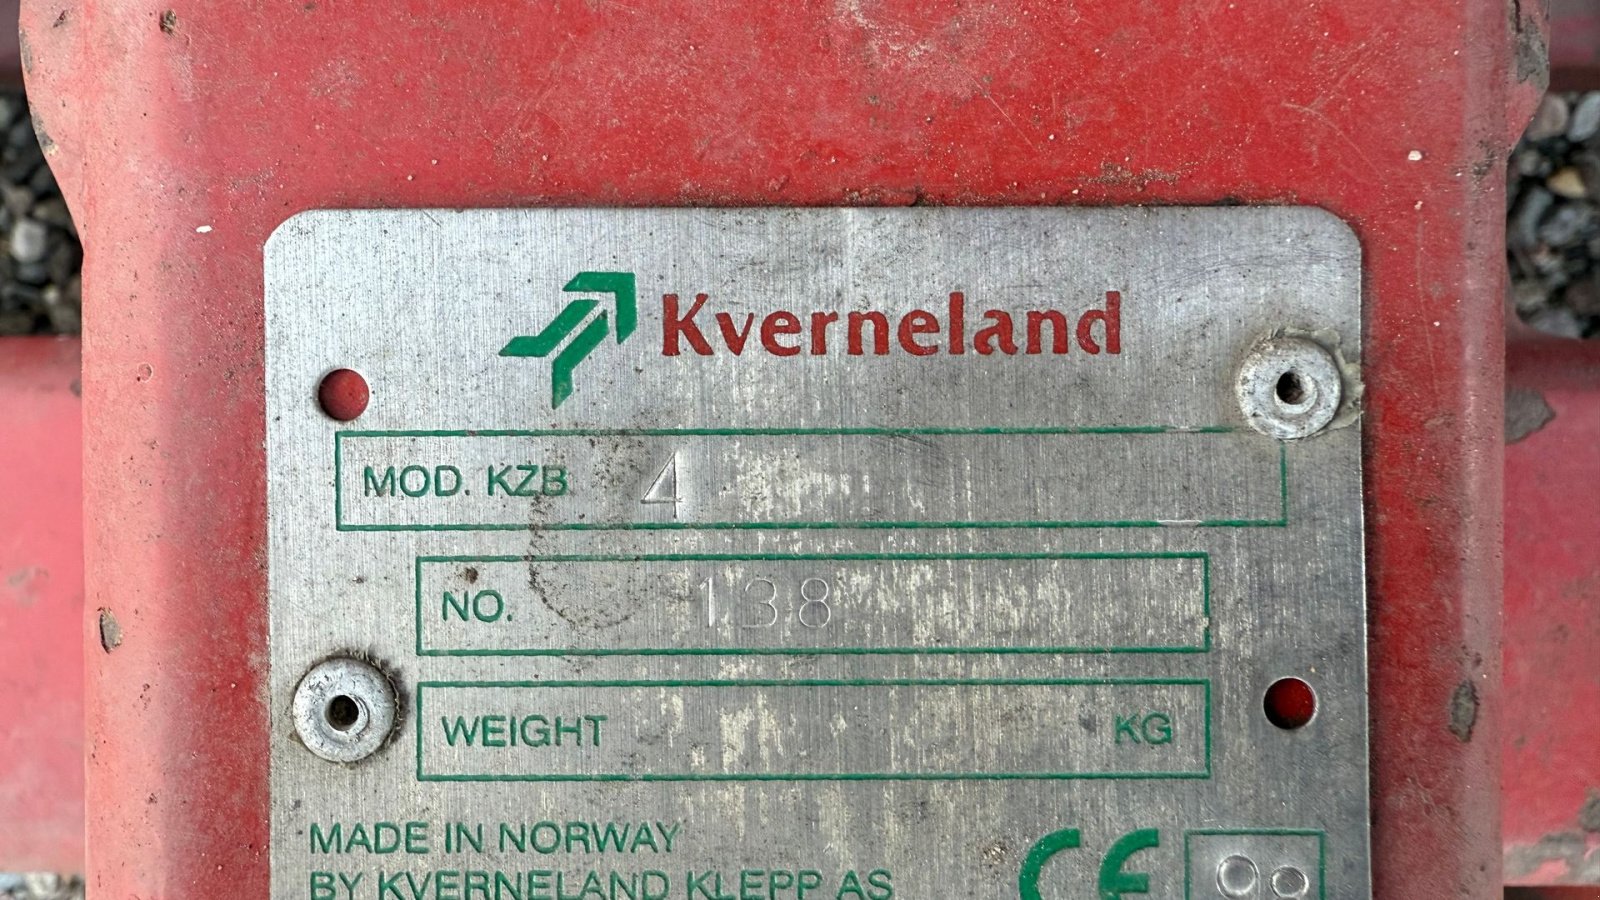 Kverneland
MOD. KZB 4
NO. 138
WEIGHT KG
MADE IN NORWAY
BY KVERNELAND KLEPP AS
CE